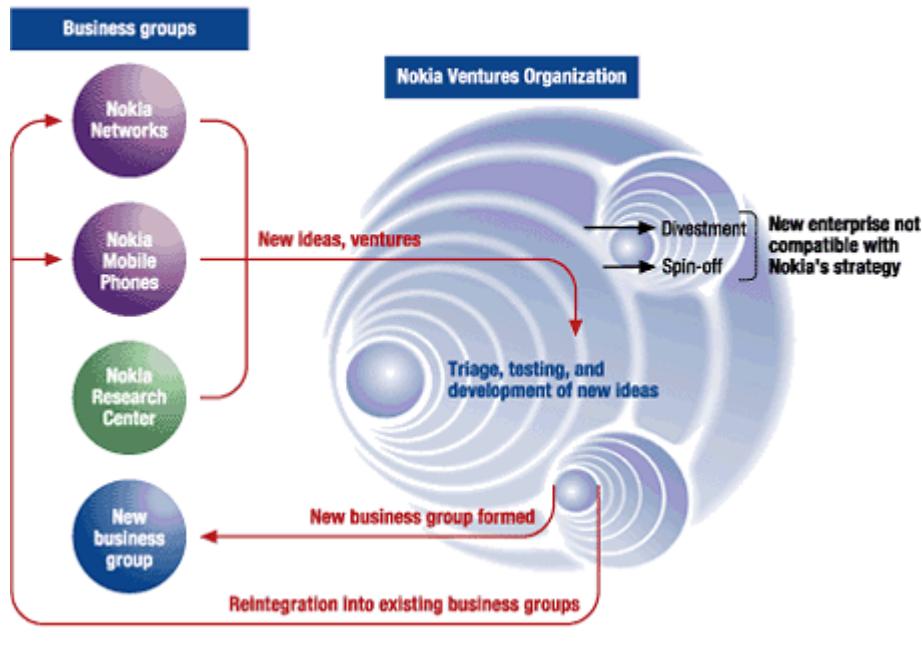 Business groups
Nokia Ventures Organization
Nokia
Networks
Nokia
Mobile
Phones
Nokia
Research
Center
New
business
group
New ideas, ventures
Divestment
Spin-off
New enterprise not
compatible with
Nokia's strategy
Triage, testing, and
development of new ideas
New business group formed
Reintegration into existing business groups